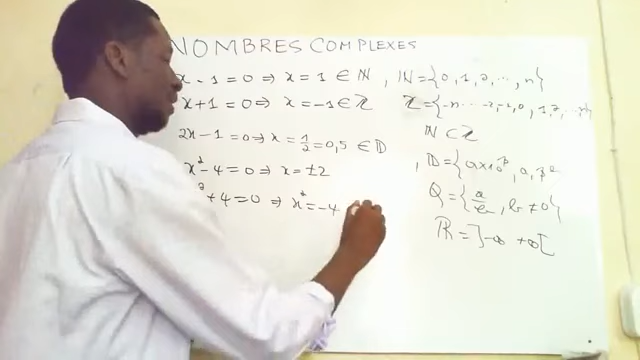 NOMBRES COMPLEXES
x - 1 = 0 ⇒ x = 1 ∈ ℕ , ℕ = {0, 1, 2, ..., n}
x + 1 = 0 ⇒ x = -1 ∈ ℤ
ℤ = {-n ... -2, -1, 0, 1, 2, ..., n}
ℕ ⊂ ℤ
2x - 1 = 0 ⇒ x = 1/2 = 0,5 ∈ 𝔻
, 𝔻 = {a×10^p, a, p ∈
x² - 4 = 0 ⇒ x = ±2
Q = {a/b, b ≠ 0}
² + 4 = 0 ⇒ x² = -4
ℝ = ]-∞ +∞[